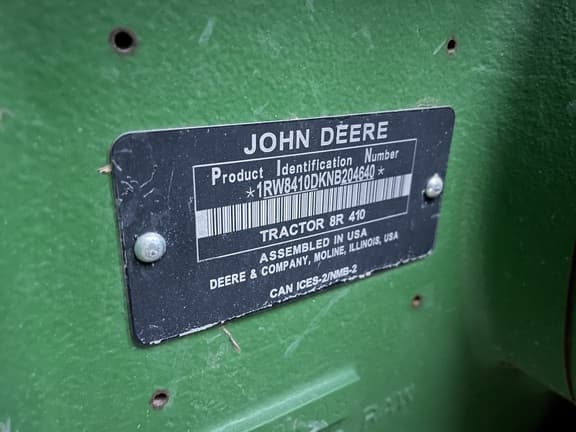 JOHN DEERE
Product Identification Number
*1RW8410DKNB204640*
TRACTOR 8R 410
ASSEMBLED IN USA
DEERE & COMPANY, MOLINE, ILLINOIS, USA
CAN ICES-2/NMB-2